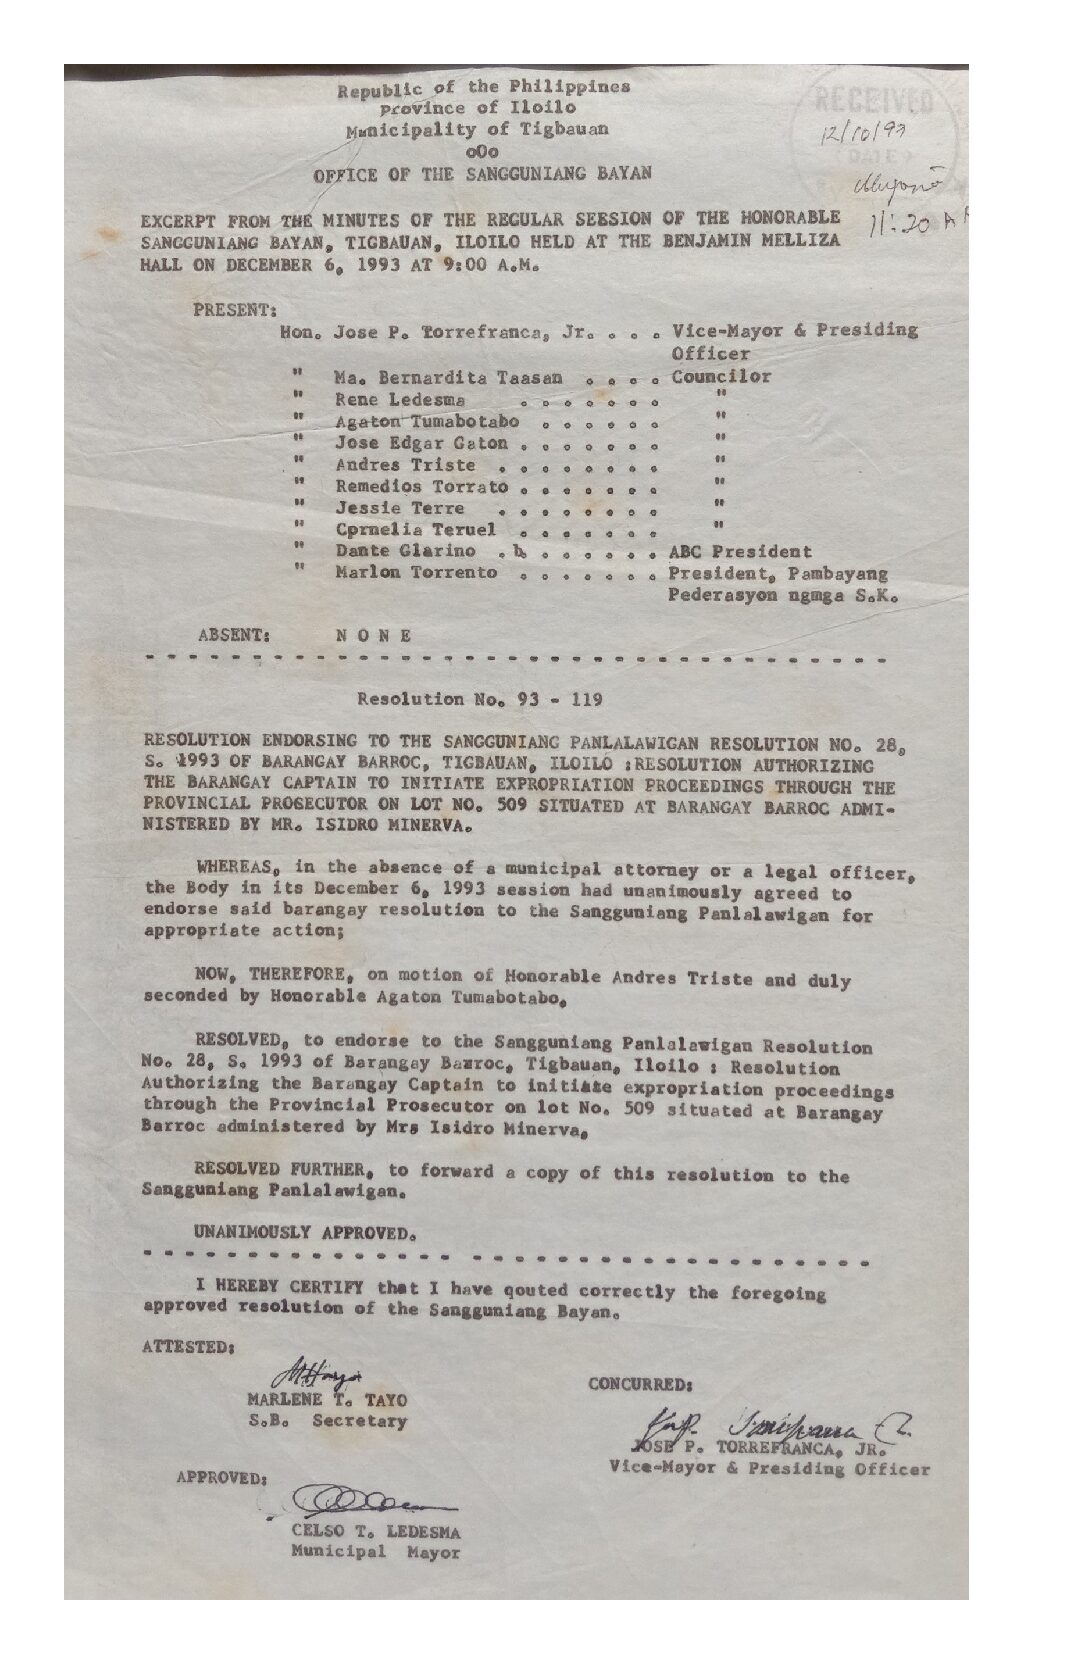 Republic of the Philippines
Province of Iloilo
Municipality of Tigbauan
oOo
OFFICE OF THE SANGGUNIANG BAYAN
RECEIVED
12/10/93
DATE
11:20 A
EXCERPT FROM THE MINUTES OF THE REGULAR SESSION OF THE HONORABLE
SANGGUNIANG BAYAN, TIGBAUAN, ILOILO HELD AT THE BENJAMIN MELLIZA
HALL ON DECEMBER 6, 1993 AT 9:00 A.M.
PRESENT:
Hon. Jose P. Torrefranca, Jr. . . . Vice-Mayor & Presiding
Officer
" Ma. Bernardita Taasan . . . . Councilor
" Rene Ledesma . . . . . . . "
" Agaton Tumabotabo . . . . . . "
" Jose Edgar Gaton . . . . . . . "
" Andres Triste . . . . . . . . "
" Remedios Torrato . . . . . . . "
" Jessie Terre . . . . . . . . "
" Cprnelia Teruel . . . . . . . "
" Dante Glarino . b . . . . . . ABC President
" Marlon Torrento . . . . . . . President, Pambayang
Pederasyon ngmga S.K.
ABSENT: N O N E
- - - - - - - - - - - - - - - - - - - - - - - - - - - - - - - - - - -
Resolution No. 93 - 119
RESOLUTION ENDORSING TO THE SANGGUNIANG PANLALAWIGAN RESOLUTION NO. 28,
S. 1993 OF BARANGAY BARROC, TIGBAUAN, ILOILO :RESOLUTION AUTHORIZING
THE BARANGAY CAPTAIN TO INITIATE EXPROPRIATION PROCEEDINGS THROUGH THE
PROVINCIAL PROSECUTOR ON LOT NO. 509 SITUATED AT BARANGAY BARROC ADMI-
NISTERED BY MR. ISIDRO MINERVA.
WHEREAS, in the absence of a municipal attorney or a legal officer,
the Body in its December 6, 1993 session had unanimously agreed to
endorse said barangay resolution to the Sangguniang Panlalawigan for
appropriate action;
NOW, THEREFORE, on motion of Honorable Andres Triste and duly
seconded by Honorable Agaton Tumabotabo,
RESOLVED, to endorse to the Sangguniang Panlalawigan Resolution
No. 28, S. 1993 of Barangay Barroc, Tigbauan, Iloilo : Resolution
Authorizing the Barangay Captain to initiate expropriation proceedings
through the Provincial Prosecutor on lot No. 509 situated at Barangay
Barroc administered by Mrs Isidro Minerva,
RESOLVED FURTHER, to forward a copy of this resolution to the
Sangguniang Panlalawigan.
UNANIMOUSLY APPROVED.
- - - - - - - - - - - - - - - - - - - - - - - - - - - - - - - - - -
I HEREBY CERTIFY that I have qouted correctly the foregoing
approved resolution of the Sangguniang Bayan.
ATTESTED:
MARLENE T. TAYO
S.B. Secretary
CONCURRED:
JOSE P. TORREFRANCA, JR.
Vice-Mayor & Presiding Officer
APPROVED:
CELSO T. LEDESMA
Municipal Mayor